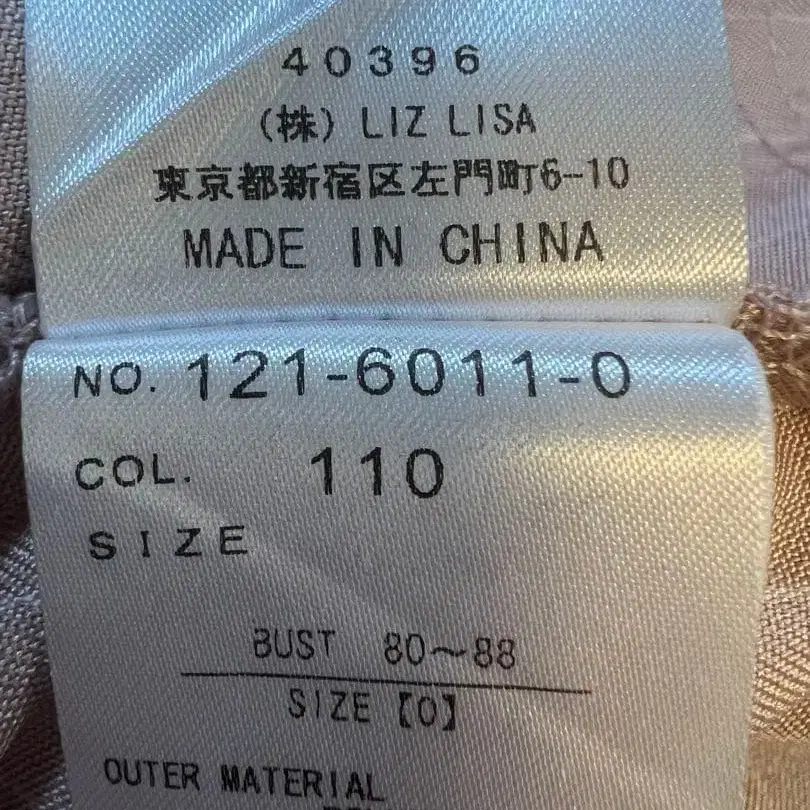 40396
(株) LIZ LISA
東京都新宿区左門町6-10
MADE IN CHINA
NO. 121-6011-0
COL. 110
SIZE
BUST 80~88
SIZE【0】
OUTER MATERIAL